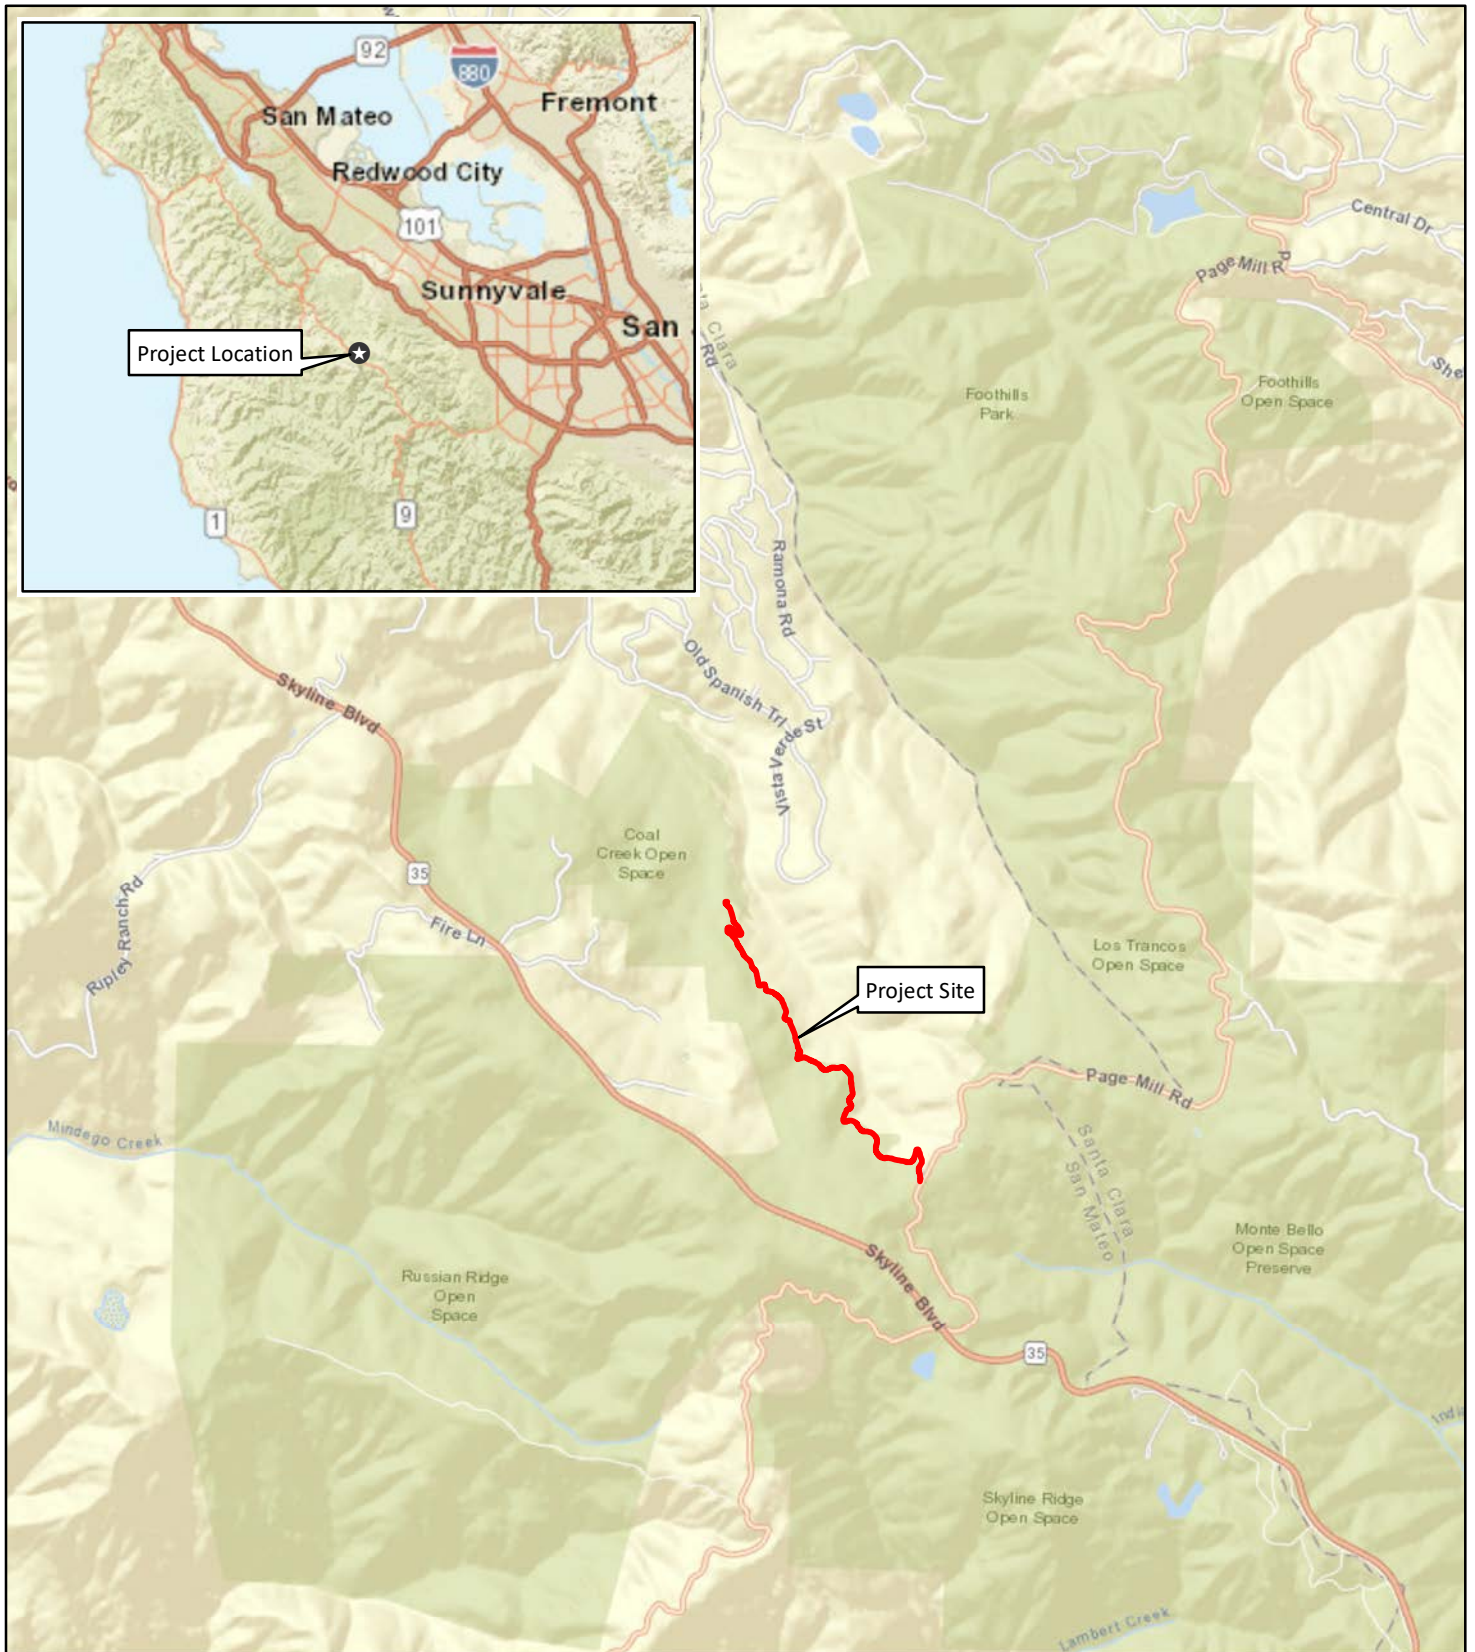 92
880
San Mateo
Fremont
Redwood City
101
Sunnyvale
San
Project Location
1
9
Central Dr
Page Mill R
Clara
Rd
Foothills
Park
Foothills
Open Space
Ramona Rd
Old Spanish Trl
Vista Verde St
Skyline Blvd
Coal
Creek Open
Space
35
Fire Ln
Ripley Ranch Rd
Los Trancos
Open Space
Project Site
Page Mill Rd
Mindego Creek
Santa Clara
San Mateo
Monte Bello
Open Space
Preserve
Russian Ridge
Open
Space
Skyline Blvd
35
Skyline Ridge
Open Space
Lambert Creek